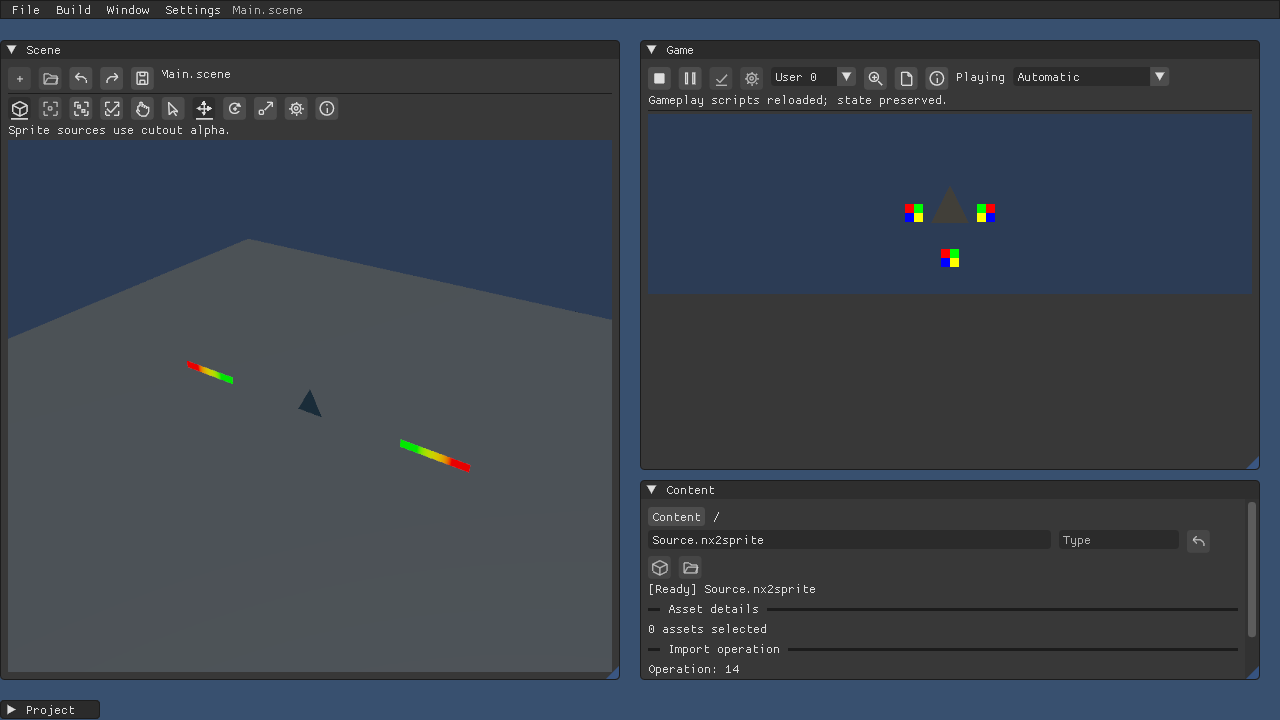 File Build Window Settings Main.scene
Scene
Main.scene
Sprite sources use cutout alpha.
Game
User 0 Playing Automatic
Gameplay scripts reloaded; state preserved.
Content
Content /
Source.nx2sprite Type
[Ready] Source.nx2sprite
Asset details
0 assets selected
Import operation
Operation: 14
Project